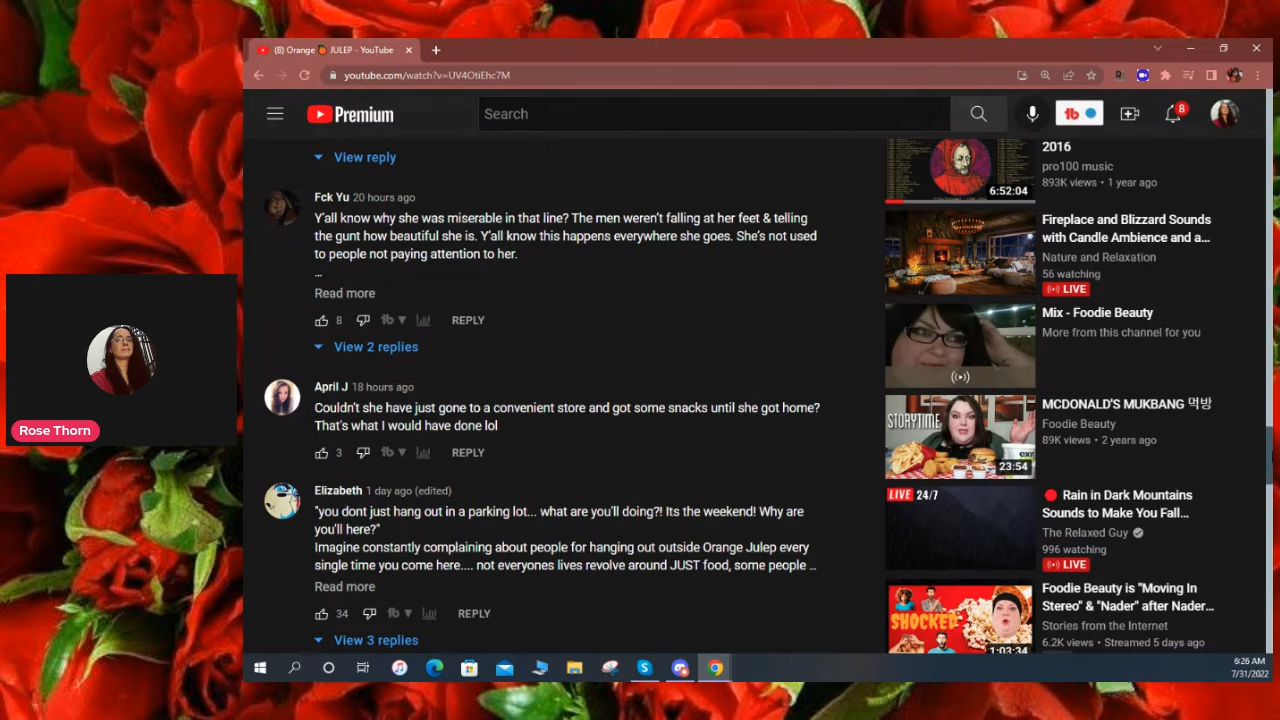 (8) Orange JULEP - YouTube
youtube.com/watch?v=UV4OtiEhc7M
Premium
Search
8
View reply
Fck Yu 20 hours ago
Y'all know why she was miserable in that line? The men weren't falling at her feet & telling
the gunt how beautiful she is. Y'all know this happens everywhere she goes. She's not used
to people not paying attention to her.
...
Read more
8
REPLY
View 2 replies
April J 18 hours ago
Couldn't she have just gone to a convenient store and got some snacks until she got home?
That's what I would have done lol
3
REPLY
Elizabeth 1 day ago (edited)
"you dont just hang out in a parking lot... what are you'll doing?! Its the weekend! Why are
you'll here?"
Imagine constantly complaining about people for hanging out outside Orange Julep every
single time you come here.... not everyones lives revolve around JUST food, some people ...
Read more
34
REPLY
View 3 replies
2016
pro100 music
893K views • 1 year ago
6:52:04
Fireplace and Blizzard Sounds
with Candle Ambience and a...
Nature and Relaxation
56 watching
LIVE
Mix - Foodie Beauty
More from this channel for you
MCDONALD'S MUKBANG 먹방
Foodie Beauty
89K views • 2 years ago
STORYTIME
23:54
LIVE 24/7
Rain in Dark Mountains
Sounds to Make You Fall...
The Relaxed Guy
996 watching
LIVE
Foodie Beauty is "Moving In
Stereo" & "Nader" after Nader...
Stories from the Internet
6.2K views • Streamed 5 days ago
SHOCKED
1:03:34
Rose Thorn
6:26 AM
7/31/2022